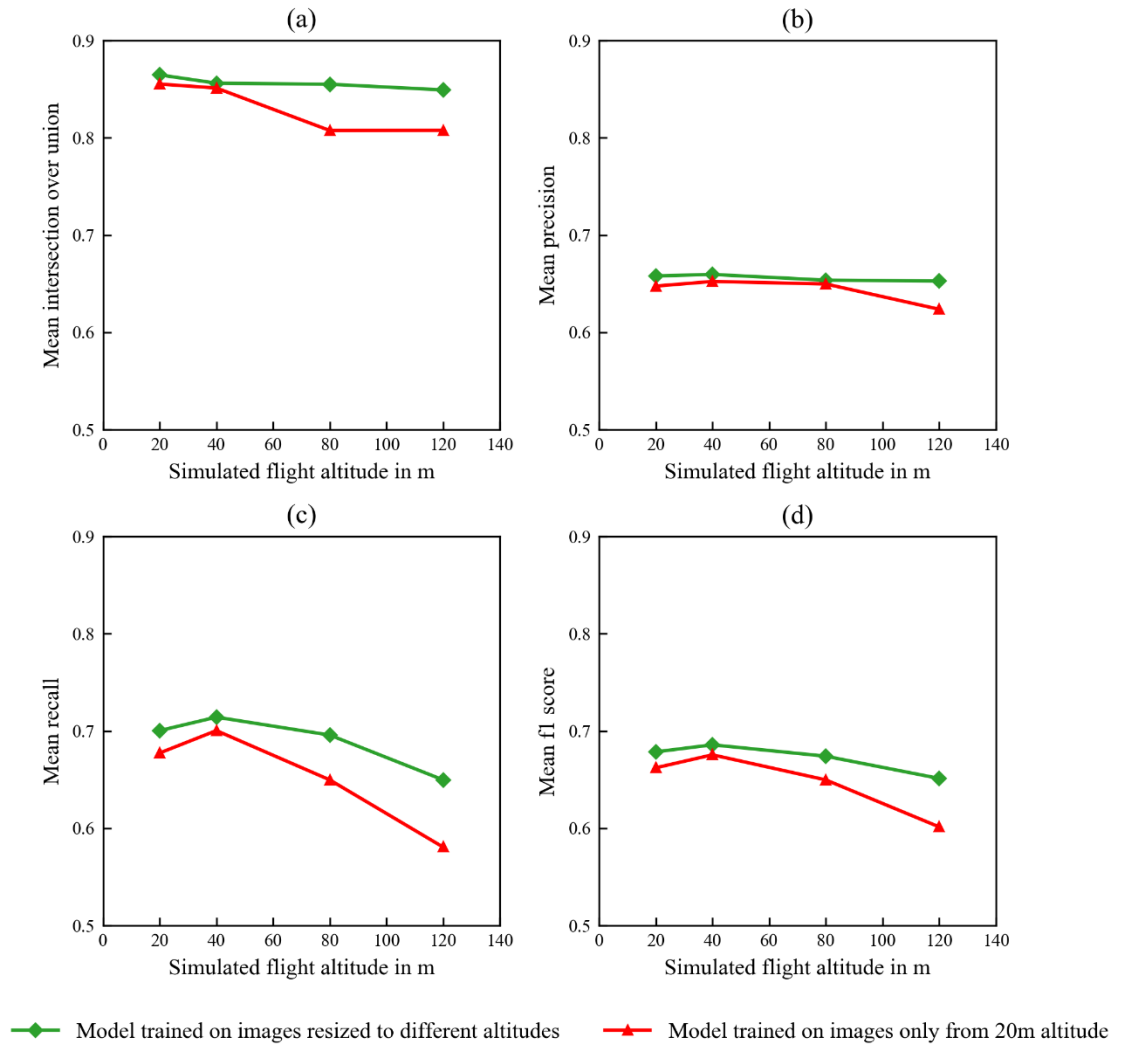 (a)
0.9
0.8
0.7
0.6
0.5
0 20 40 60 80 100 120 140
Mean intersection over union
Simulated flight altitude in m
(b)
0.9
0.8
0.7
0.6
0.5
0 20 40 60 80 100 120 140
Mean precision
Simulated flight altitude in m
(c)
0.9
0.8
0.7
0.6
0.5
0 20 40 60 80 100 120 140
Mean recall
Simulated flight altitude in m
(d)
0.9
0.8
0.7
0.6
0.5
0 20 40 60 80 100 120 140
Mean f1 score
Simulated flight altitude in m
Model trained on images resized to different altitudes
Model trained on images only from 20m altitude